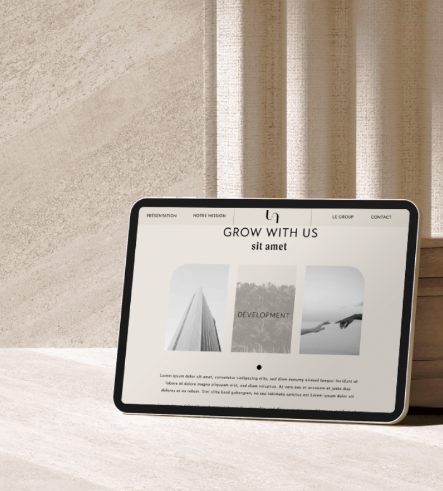 PRÉSENTATION NOTRE MISSION LE GROUP CONTACT
GROW WITH US
sit amet
DEVELOPMENT
Lorem ipsum dolor sit amet, consetetur sadipscing elitr, sed diam nonumy eirmod tempor invidunt ut
labore et dolore magna aliquyam erat, sed diam voluptua. At vero eos et accusam et justo duo
dolores et ea rebum. Stet clita kasd gubergren, no sea takimata sanctus est Lorem ipsum dolor sit